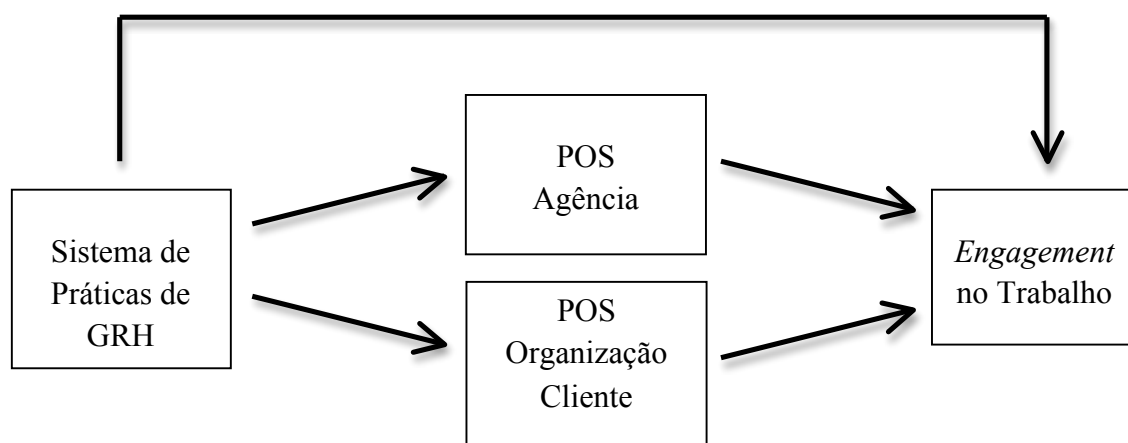 Sistema de
Práticas de
GRH
POS
Agência
POS
Organização
Cliente
Engagement
no Trabalho